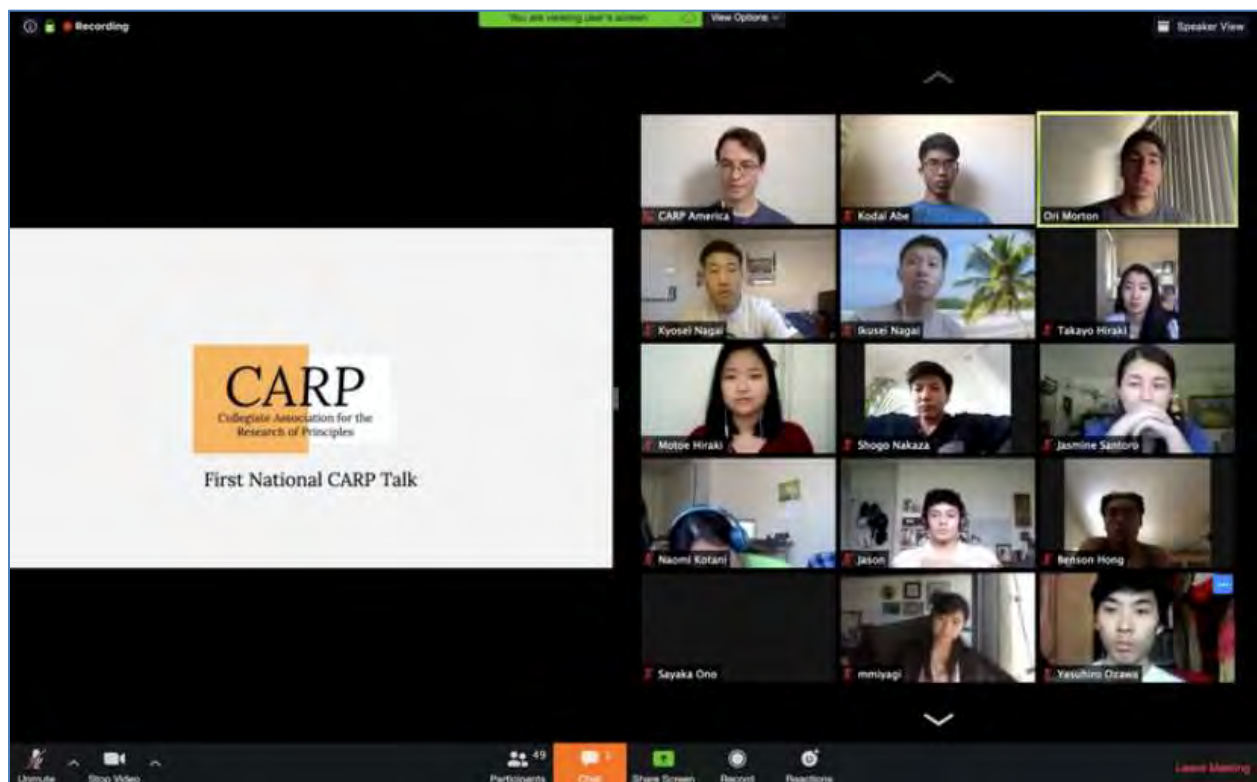 Recording
You are viewing user's screen
View Options
Speaker View
CARP America
Kodai Abe
Ori Morton
Kyosei Nagai
Ikusei Nagai
Takayo Hiraki
CARP
Collegiate Association for the
Research of Principles
First National CARP Talk
Motoe Hiraki
Shogo Nakaza
Jasmine Santoro
Naomi Kotani
Jason
Benson Hong
Sayaka Ono
mmiyagi
Yasuhiro Ozawa
Unmute
Stop Video
49
Participants
1
Chat
Share Screen
Record
Reactions
Leave Meeting